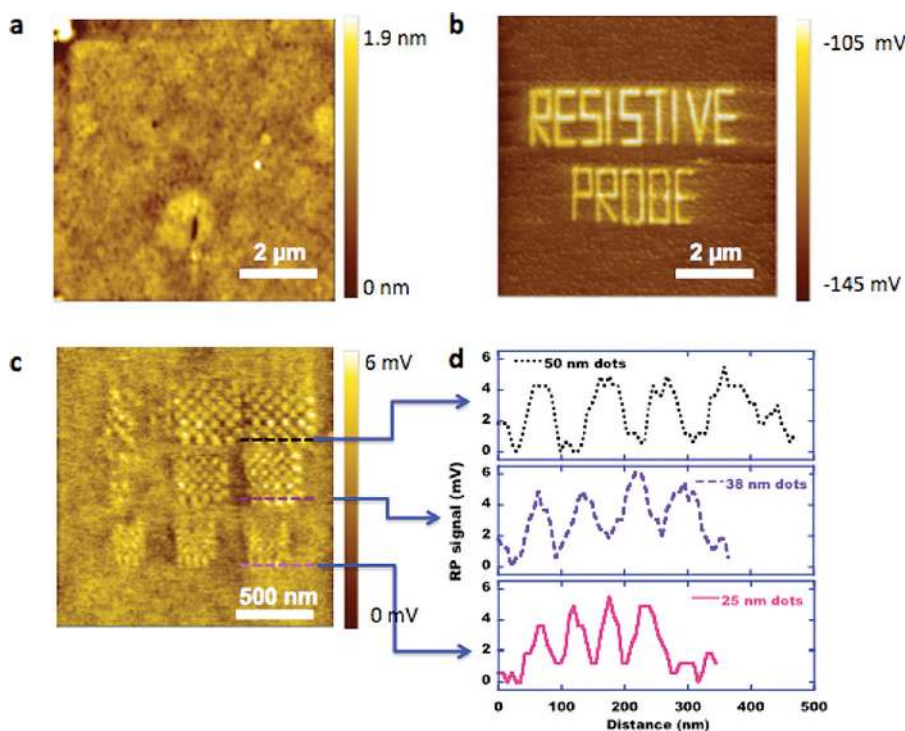 a
1.9 nm
2 µm
0 nm
b
-105 mV
RESISTIVE
PROBE
2 µm
-145 mV
c
6 mV
500 nm
0 mV
d
RP signal (mV)
6
4
2
0
50 nm dots
6
4
2
0
38 nm dots
6
4
2
0
25 nm dots
0 100 200 300 400 500
Distance (nm)